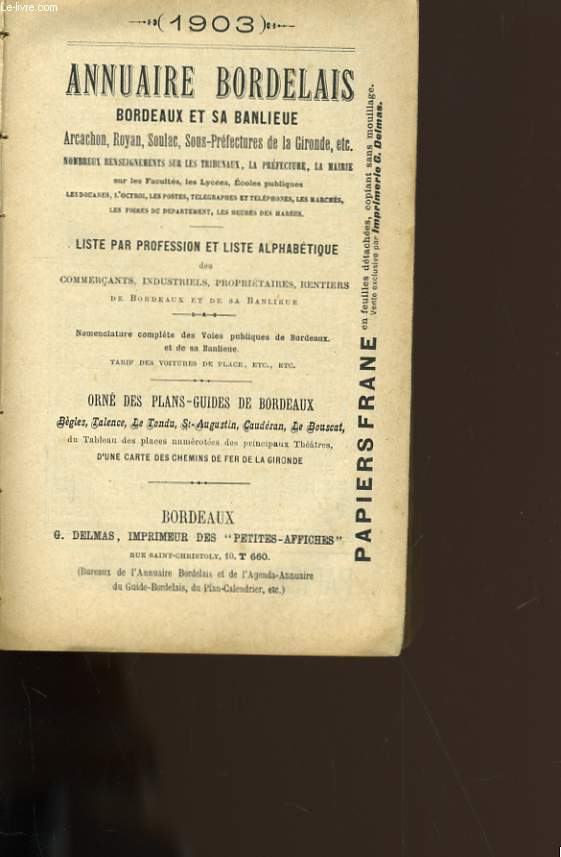 Le-livre.com
(1903)
ANNUAIRE BORDELAIS
BORDEAUX ET SA BANLIEUE
Arcachon, Royan, Soulac, Sous-Préfectures de la Gironde, etc.
NOMBREUX RENSEIGNEMENTS SUR LES TRIBUNAUX, LA PRÉFECTURE, LA MAIRIE
sur les Facultés, les Lycées, Écoles publiques
LES DOUANES, L'OCTROI, LES POSTES, TÉLÉGRAPHES ET TÉLÉPHONES, LES MARCHÉS,
LES FOIRES DU DÉPARTEMENT, LES HEURES DES MARÉES.
LISTE PAR PROFESSION ET LISTE ALPHABÉTIQUE
des
COMMERÇANTS, INDUSTRIELS, PROPRIÉTAIRES, RENTIERS
DE BORDEAUX ET DE SA BANLIEUE
Nomenclature complète des Voies publiques de Bordeaux.
et de sa Banlieue.
TARIF DES VOITURES DE PLACE, ETC., ETC.
ORNÉ DES PLANS-GUIDES DE BORDEAUX
Bègles, Talence, Le Tondu, St-Augustin, Caudéran, Le Bouscat,
du Tableau des places numérotées des principaux Théâtres,
D'UNE CARTE DES CHEMINS DE FER DE LA GIRONDE
BORDEAUX
G. DELMAS, IMPRIMEUR DES "PETITES-AFFICHES"
RUE SAINT-CHRISTOLY, 10. T 660.
(Bureaux de l'Annuaire Bordelais et de l'Agenda-Annuaire
du Guide-Bordelais, du Plan-Calendrier, etc.)
PAPIERS FRANE en feuilles détachées, copiant sans mouillage.
Vente exclusive par Imprimerie G. Delmas.